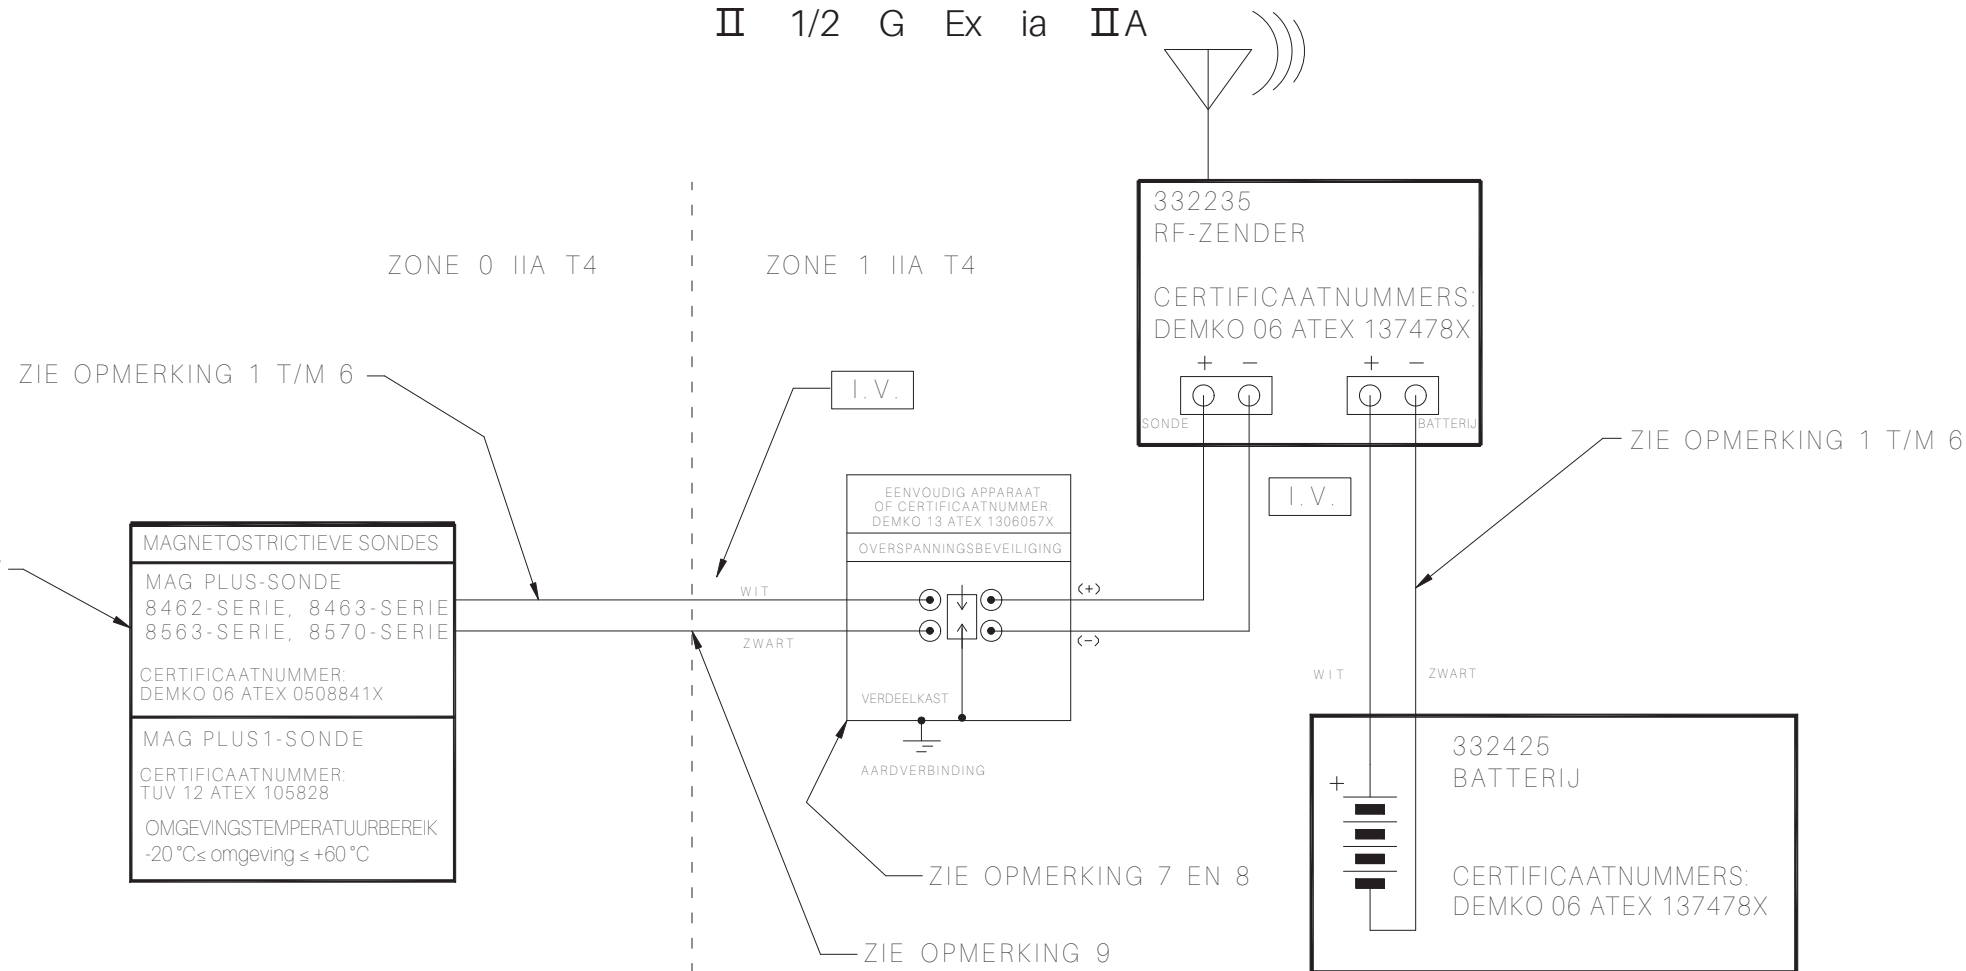 II 1/2 G Ex ia IIA
332235
RF-ZENDER
CERTIFICAATNUMMERS:
DEMKO 06 ATEX 137478X
+ − + −
SONDE
BATTERIJ
ZONE 0 IIA T4
ZONE 1 IIA T4
ZIE OPMERKING 1 T/M 6
I.V.
ZIE OPMERKING 1 T/M 6
I.V.
EENVOUDIG APPARAAT
OF CERTIFICAATNUMMER:
DEMKO 13 ATEX 1306057X
OVERSPANNINGSBEVEILIGING
WIT
ZWART
(+)
(−)
VERDEELKAST
AARDVERBINDING
MAGNETOSTRICTIEVE SONDES
MAG PLUS-SONDE
8462-SERIE, 8463-SERIE
8563-SERIE, 8570-SERIE
CERTIFICAATNUMMER:
DEMKO 06 ATEX 0508841X
MAG PLUS1-SONDE
CERTIFICAATNUMMER:
TUV 12 ATEX 105828
OMGEVINGSTEMPERATUURBEREIK
-20 °C≤ omgeving ≤ +60 °C
WIT
ZWART
332425
BATTERIJ
+
CERTIFICAATNUMMERS:
DEMKO 06 ATEX 137478X
ZIE OPMERKING 7 EN 8
ZIE OPMERKING 9